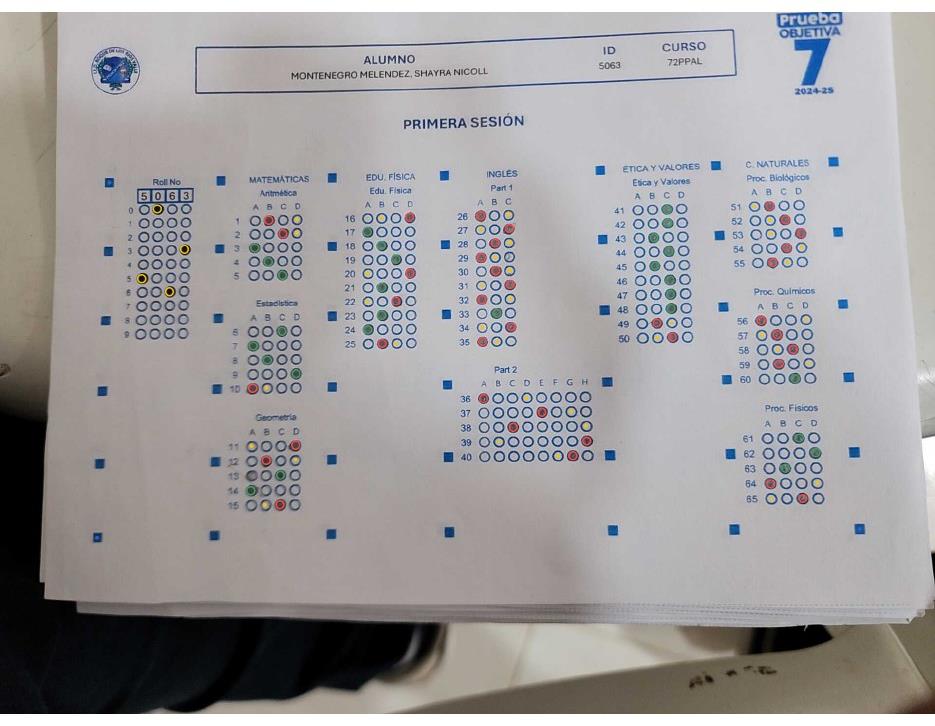 Prueba
OBJETIVA
7
2024-25
ALUMNO
MONTENEGRO MELENDEZ, SHAYRA NICOLL
ID
5063
CURSO
72PPAL
PRIMERA SESIÓN
Roll No
5 0 6 3
0
1
2
3
4
5
6
7
8
9
MATEMÁTICAS
Aritmética
A B C D
1
2
3
4
5
Estadística
A B C D
6
7
8
9
10
Geometría
A B C D
11
12
13
14
15
EDU. FÍSICA
Edu. Física
A B C D
16
17
18
19
20
21
22
23
24
25
INGLÉS
Part 1
A B C
26
27
28
29
30
31
32
33
34
35
Part 2
A B C D E F G H
36
37
38
39
40
ETICA Y VALORES
Etica y Valores
A B C D
41
42
43
44
45
46
47
48
49
50
C. NATURALES
Proc. Biológicos
A B C D
51
52
53
54
55
Proc. Químicos
A B C D
56
57
58
59
60
Proc. Físicos
A B C D
61
62
63
64
65